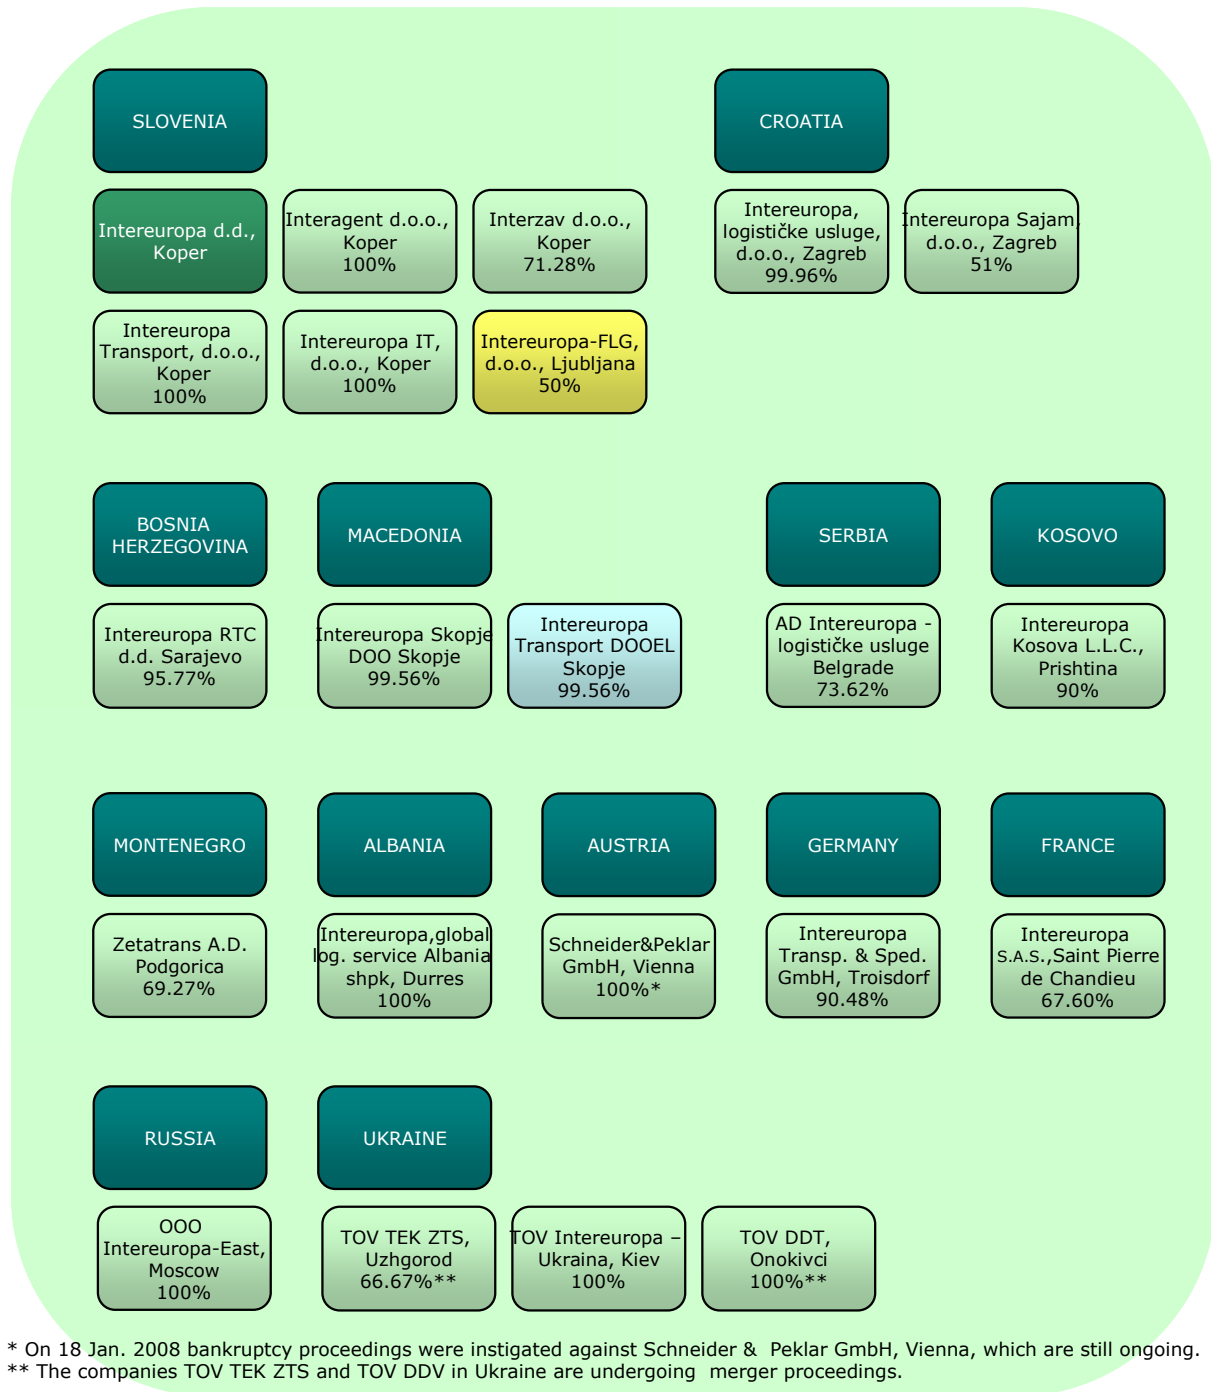 SLOVENIA
Intereuropa d.d.,
Koper
Interagent d.o.o.,
Koper
100%
Interzav d.o.o.,
Koper
71.28%
Intereuropa
Transport, d.o.o.,
Koper
100%
Intereuropa IT,
d.o.o., Koper
100%
Intereuropa-FLG,
d.o.o., Ljubljana
50%
CROATIA
Intereuropa,
logističke usluge,
d.o.o., Zagreb
99.96%
Intereuropa Sajam,
d.o.o., Zagreb
51%
BOSNIA
HERZEGOVINA
Intereuropa RTC
d.d. Sarajevo
95.77%
MACEDONIA
Intereuropa Skopje
DOO Skopje
99.56%
Intereuropa
Transport DOOEL
Skopje
99.56%
SERBIA
AD Intereuropa -
logističke usluge
Belgrade
73.62%
KOSOVO
Intereuropa
Kosova L.L.C.,
Prishtina
90%
MONTENEGRO
Zetatrans A.D.
Podgorica
69.27%
ALBANIA
Intereuropa,global
log. service Albania
shpk, Durres
100%
AUSTRIA
Schneider&Peklar
GmbH, Vienna
100%*
GERMANY
Intereuropa
Transp. & Sped.
GmbH, Troisdorf
90.48%
FRANCE
Intereuropa
S.A.S.,Saint Pierre
de Chandieu
67.60%
RUSSIA
OOO
Intereuropa-East,
Moscow
100%
UKRAINE
TOV TEK ZTS,
Uzhgorod
66.67%**
TOV Intereuropa –
Ukraina, Kiev
100%
TOV DDT,
Onokivci
100%**
* On 18 Jan. 2008 bankruptcy proceedings were instigated against Schneider & Peklar GmbH, Vienna, which are still ongoing.
** The companies TOV TEK ZTS and TOV DDV in Ukraine are undergoing merger proceedings.